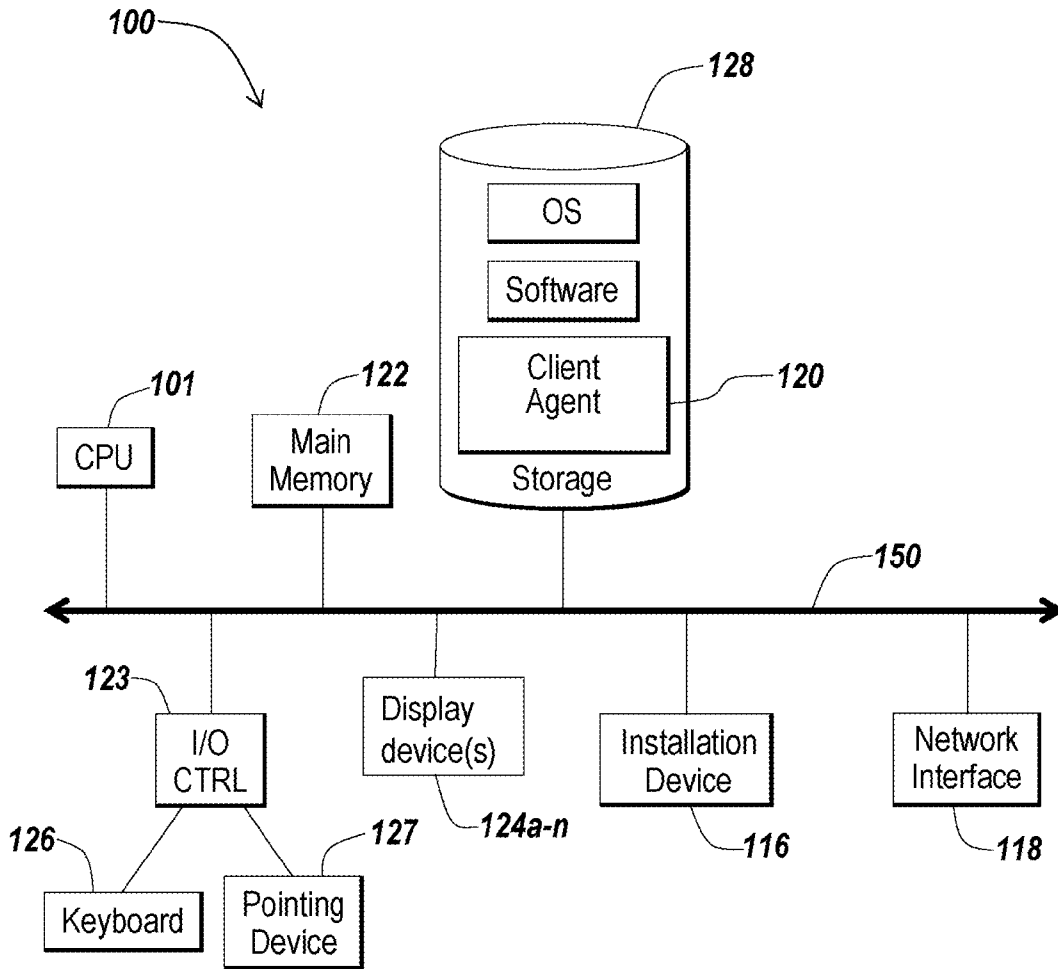 100
128
OS
Software
Client
Agent
120
Storage
101
CPU
122
Main
Memory
150
123
I/O
CTRL
Display
device(s)
124a-n
Installation
Device
116
Network
Interface
118
126
Keyboard
127
Pointing
Device